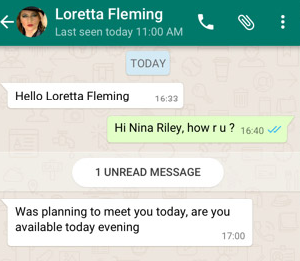 Loretta Fleming
Last seen today 11:00 AM
TODAY
Hello Loretta Fleming 16:33
Hi Nina Riley, how r u ? 16:40
1 UNREAD MESSAGE
Was planning to meet you today, are you
available today evening
17:00